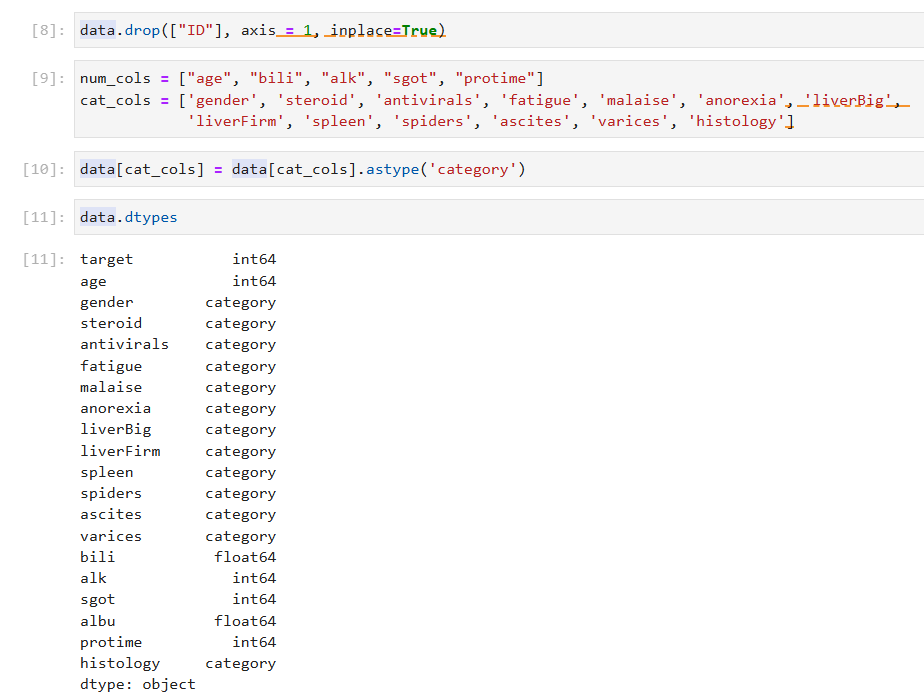 [8]: data.drop(["ID"], axis = 1, inplace=True)
[9]: num_cols = ["age", "bili", "alk", "sgot", "protime"]
cat_cols = ['gender', 'steroid', 'antivirals', 'fatigue', 'malaise', 'anorexia', 'liverBig',
'liverFirm', 'spleen', 'spiders', 'ascites', 'varices', 'histology']
[10]: data[cat_cols] = data[cat_cols].astype('category')
[11]: data.dtypes
[11]: target int64
age int64
gender category
steroid category
antivirals category
fatigue category
malaise category
anorexia category
liverBig category
liverFirm category
spleen category
spiders category
ascites category
varices category
bili float64
alk int64
sgot int64
albu float64
protime int64
histology category
dtype: object